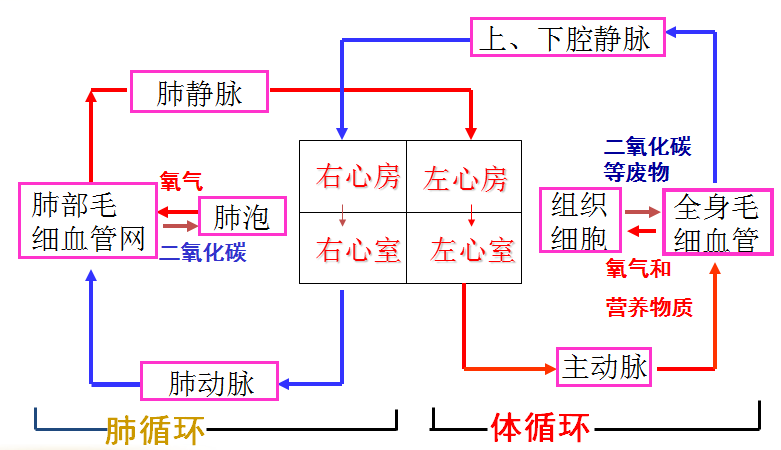 上、下腔静脉
肺静脉
二氧化碳
等废物
右心房
左心房
氧气
肺部毛
细血管网
肺泡
二氧化碳
组织
细胞
全身毛
细血管
右心室
左心室
氧气和
营养物质
主动脉
肺动脉
肺循环
体循环